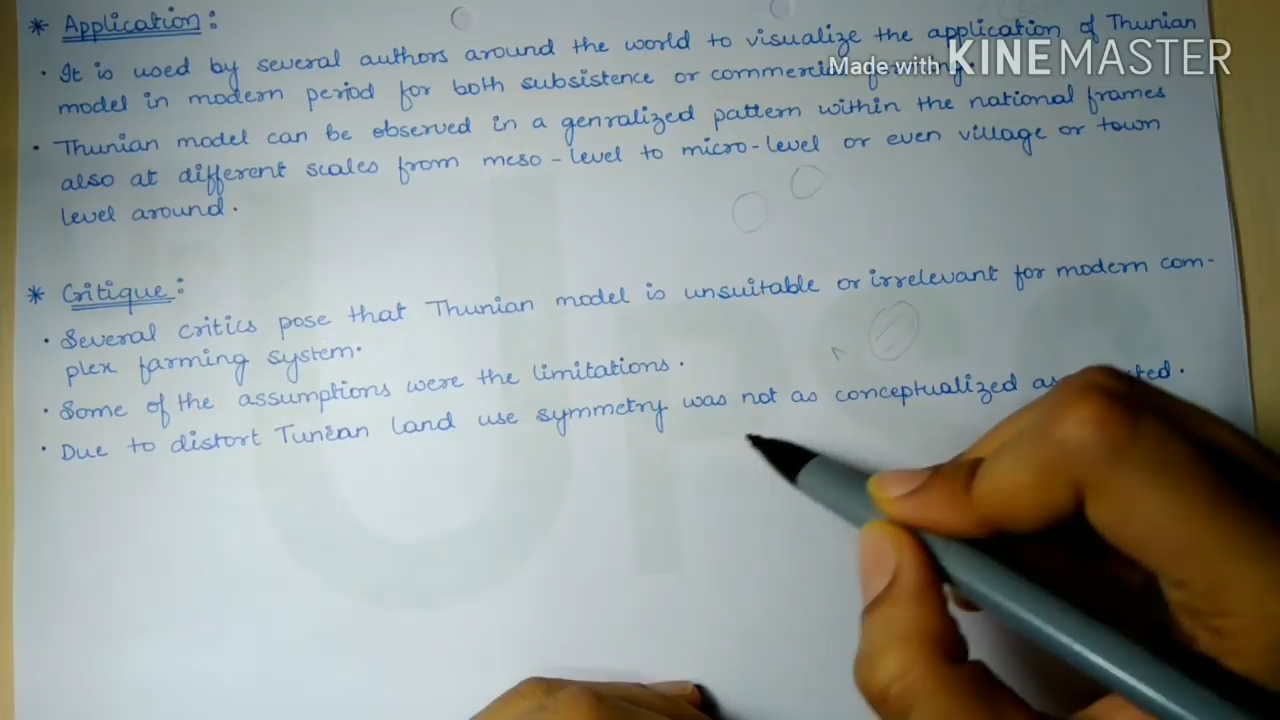 * Application :
· It is used by several authors around the world to visualize the application of Thunian
Made with KINEMASTER
model in modern period for both subsistence or commercial
· Thunian model can be observed in a genralized pattern within the national frames
also at different scales from meso-level to micro-level or even village or town
level around.
* Critique :
· Several critics pose that Thunian model is unsuitable or irrelevant for modern com-
plex farming system.
· Some of the assumptions were the limitations.
· Due to distort Tunean land use symmetry was not as conceptualized as